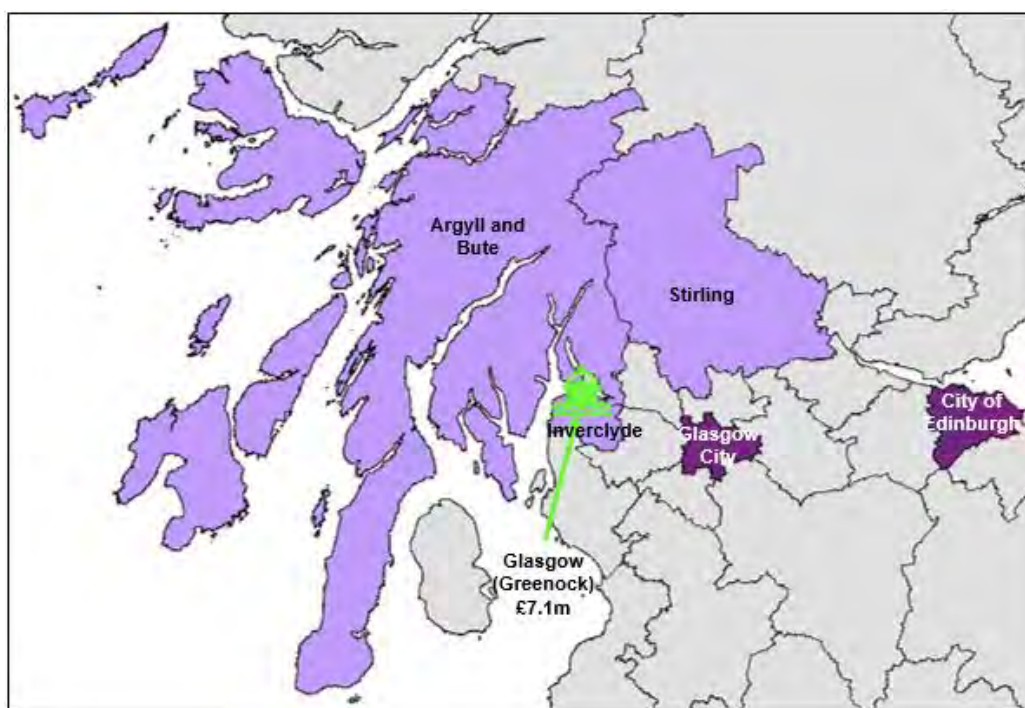 Argyll and
Bute
Stirling
City of
Edinburgh
Inverclyde
Glasgow
City
Glasgow
(Greenock)
£7.1m